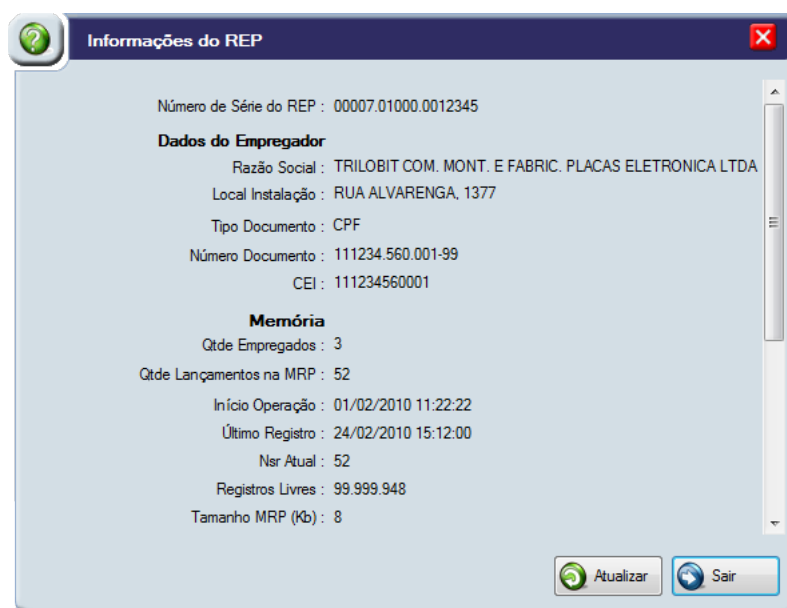 Informações do REP
Número de Série do REP : 00007.01000.0012345
Dados do Empregador
Razão Social : TRILOBIT COM. MONT. E FABRIC. PLACAS ELETRONICA LTDA
Local Instalação : RUA ALVARENGA, 1377
Tipo Documento : CPF
Número Documento : 111234.560.001-99
CEI : 111234560001
Memória
Qtde Empregados : 3
Qtde Lançamentos na MRP : 52
Início Operação : 01/02/2010 11:22:22
Último Registro : 24/02/2010 15:12:00
Nsr Atual : 52
Registros Livres : 99.999.948
Tamanho MRP (Kb) : 8
Atualizar Sair